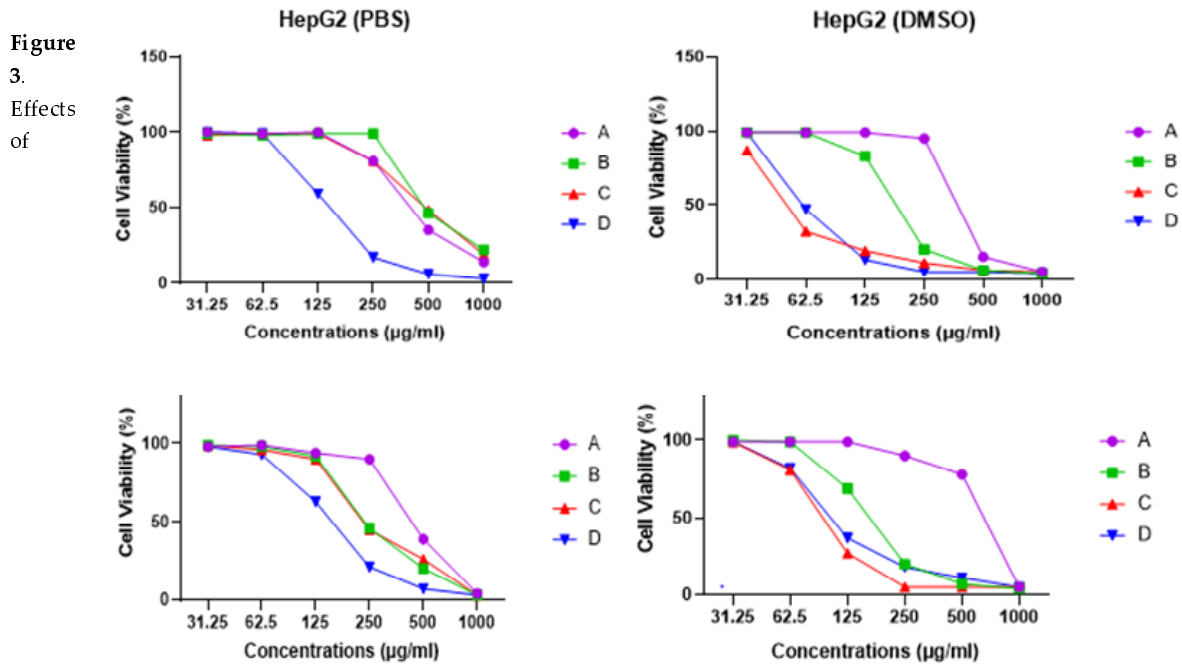 Figure
3.
Effects
of
HepG2 (PBS)
150
100
50
0
Cell Viability (%)
31.25 62.5 125 250 500 1000
Concentrations (µg/ml)
A
B
C
D
HepG2 (DMSO)
150
100
50
0
Cell Viability (%)
31.25 62.5 125 250 500 1000
Concentrations (µg/ml)
A
B
C
D
100
50
0
Cell Viability (%)
31.25 62.5 125 250 500 1000
Concentrations (µg/ml)
A
B
C
D
100
50
0
Cell Viability (%)
31.25 62.5 125 250 500 1000
Concentrations (µg/ml)
A
B
C
D